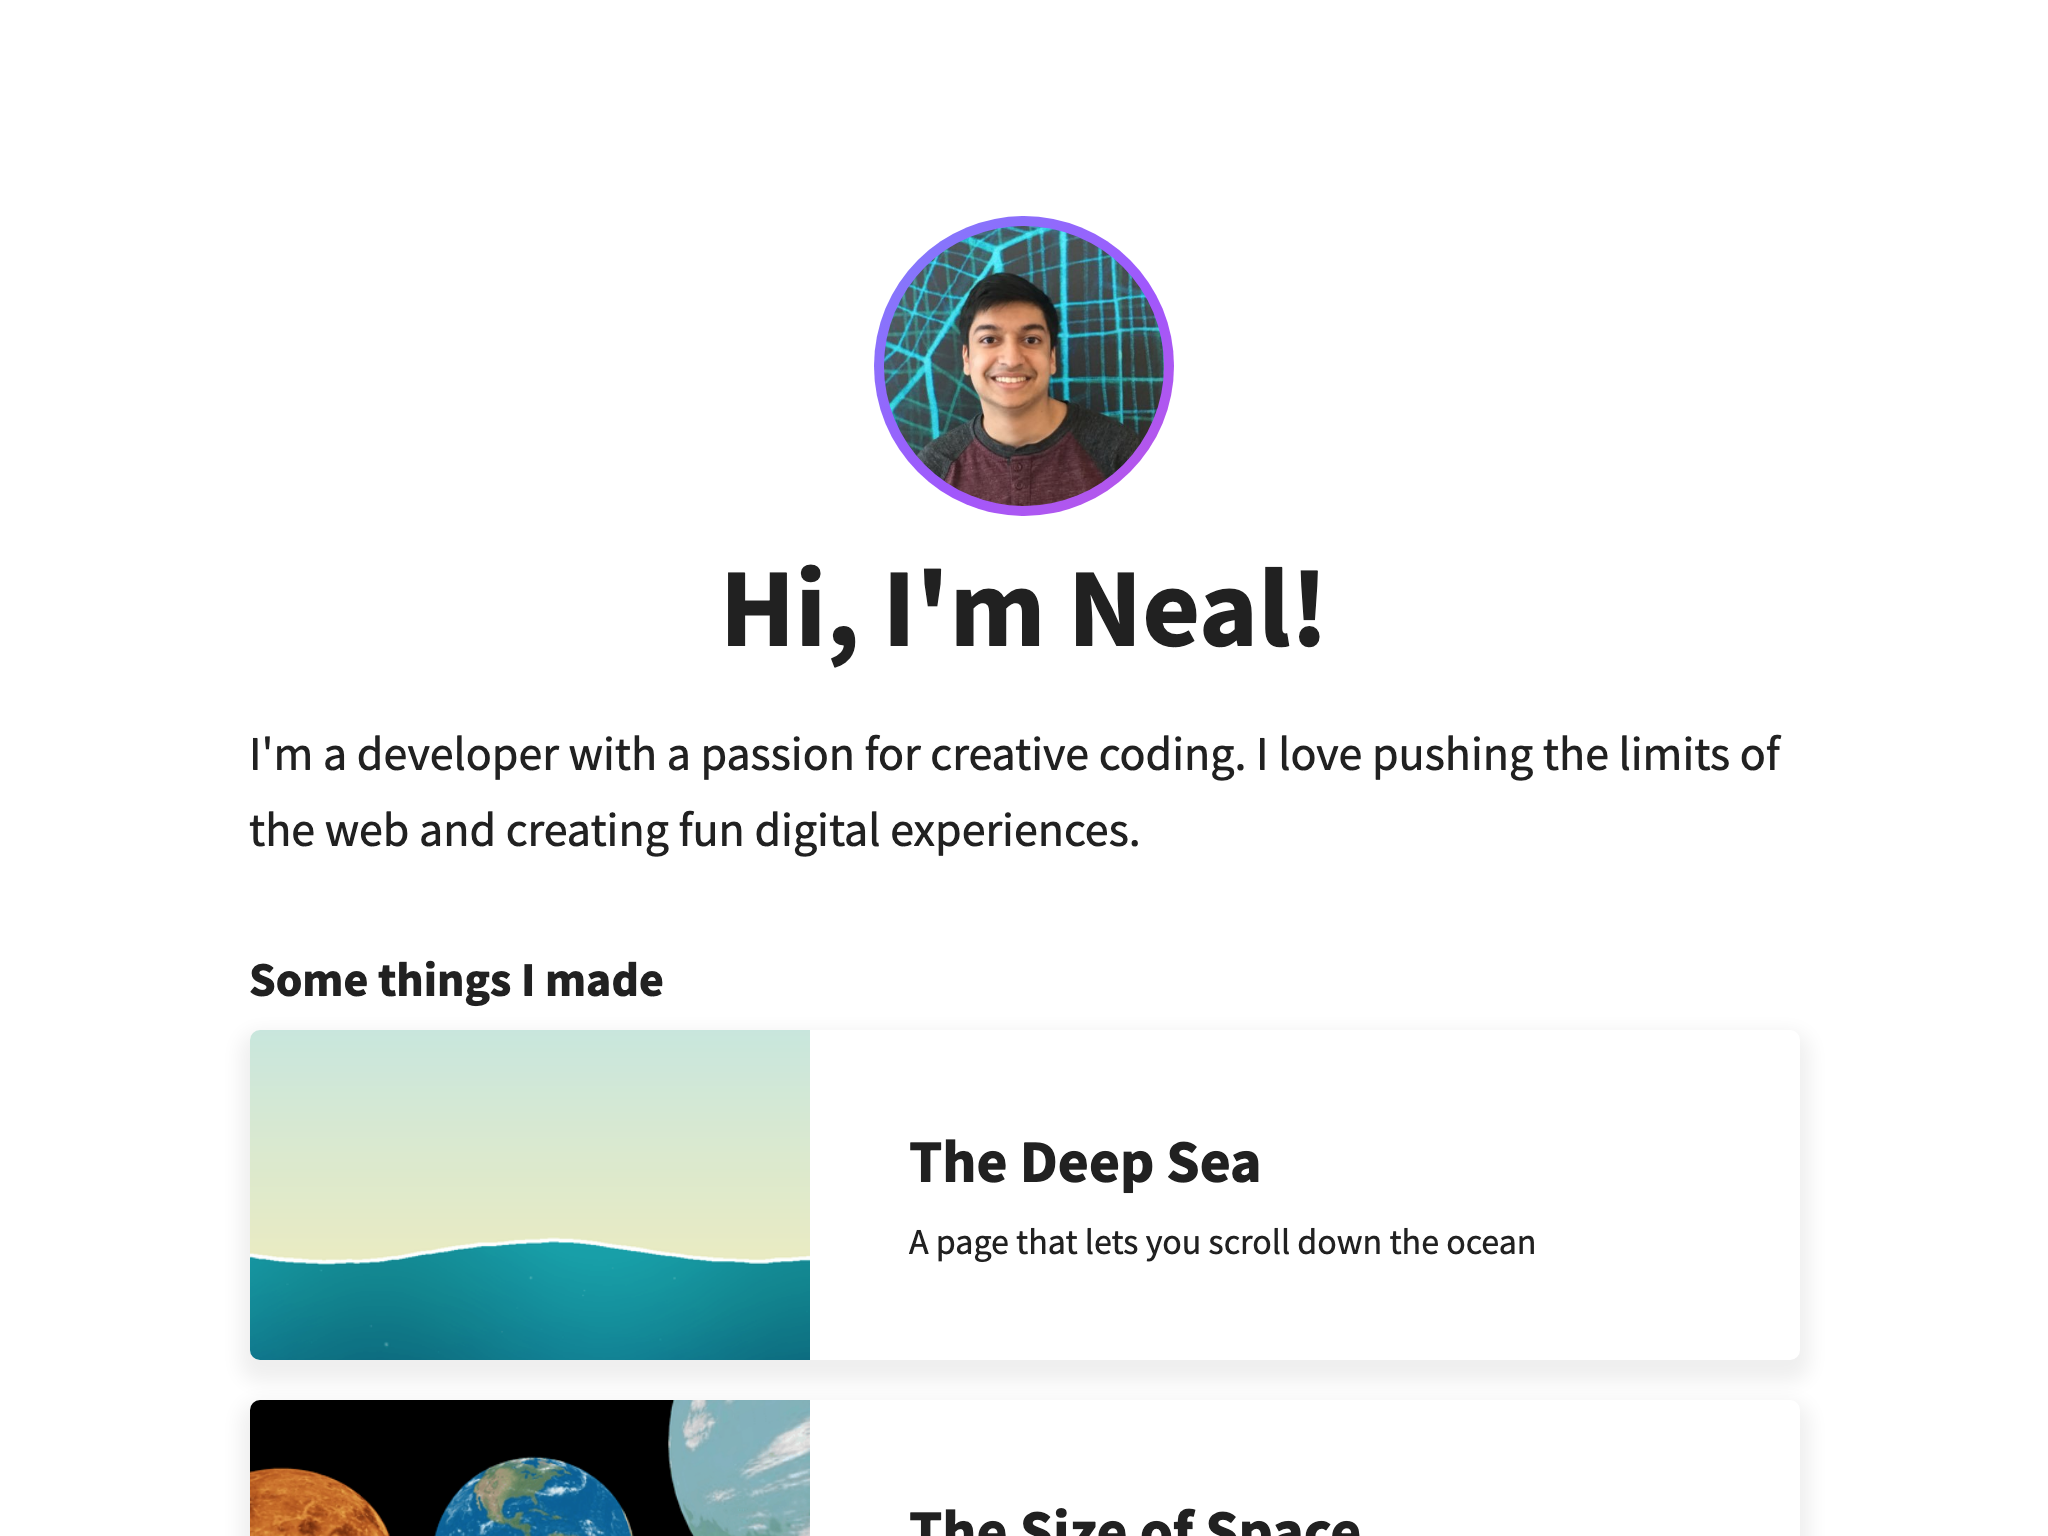 Hi, I'm Neal!
I'm a developer with a passion for creative coding. I love pushing the limits of
the web and creating fun digital experiences.
Some things I made
The Deep Sea
A page that lets you scroll down the ocean
The Size of Space